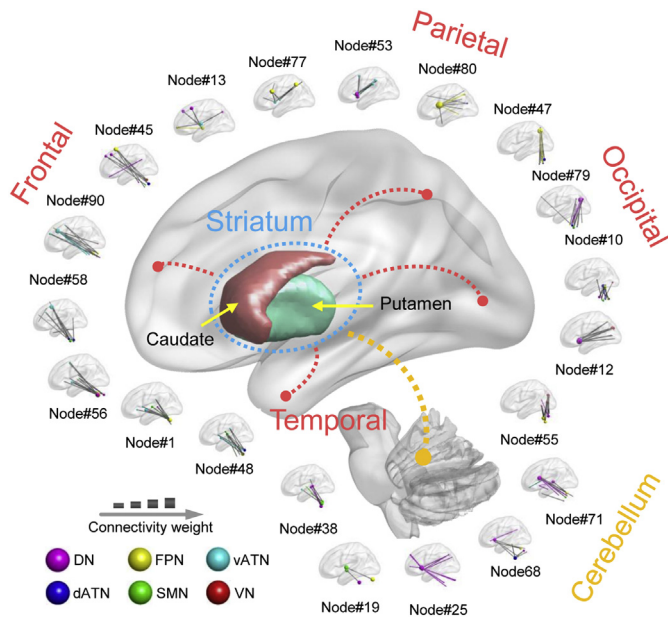 Parietal
Node#53
Node#77
Node#80
Node#13
Node#47
Node#45
Frontal
Occipital
Node#79
Node#90
Striatum
Node#10
Node#58
Putamen
Caudate
Node#12
Node#56
Temporal
Node#1
Node#48
Node#55
Cerebellum
Node#71
Node#38
Connectivity weight
Node68
DN
FPN
vATN
dATN
SMN
VN
Node#19
Node#25